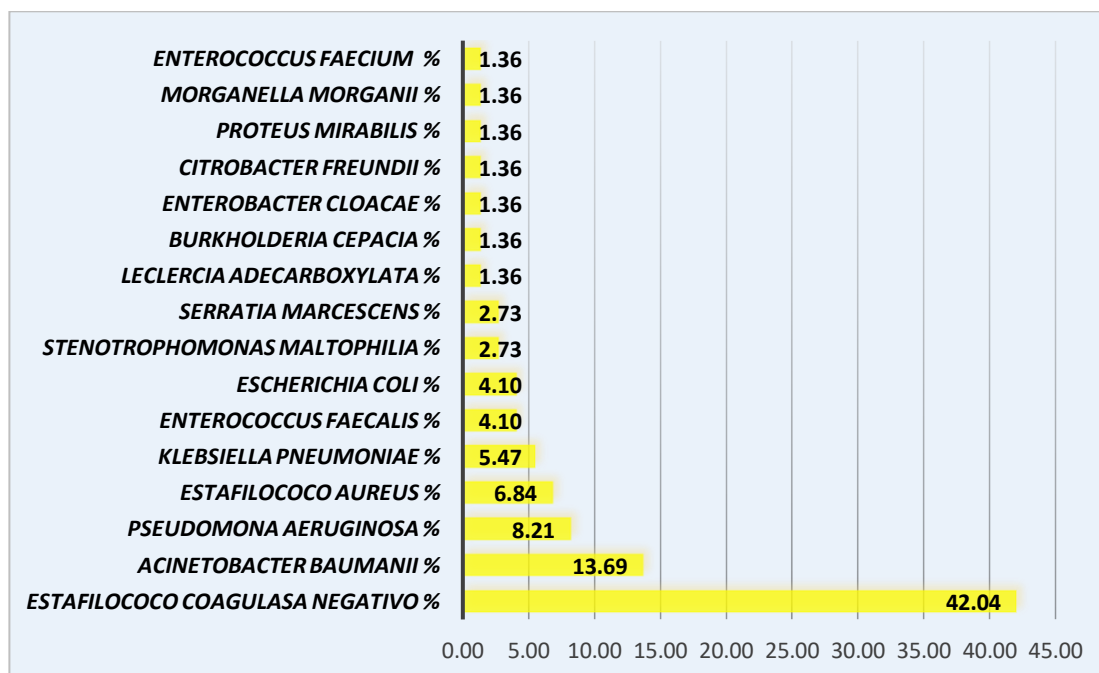 ENTEROCOCCUS FAECIUM % 1.36
MORGANELLA MORGANII % 1.36
PROTEUS MIRABILIS % 1.36
CITROBACTER FREUNDII % 1.36
ENTEROBACTER CLOACAE % 1.36
BURKHOLDERIA CEPACIA % 1.36
LECLERCIA ADECARBOXYLATA % 1.36
SERRATIA MARCESCENS % 2.73
STENOTROPHOMONAS MALTOPHILIA % 2.73
ESCHERICHIA COLI % 4.10
ENTEROCOCCUS FAECALIS % 4.10
KLEBSIELLA PNEUMONIAE % 5.47
ESTAFILOCOCO AUREUS % 6.84
PSEUDOMONA AERUGINOSA % 8.21
ACINETOBACTER BAUMANII % 13.69
ESTAFILOCOCO COAGULASA NEGATIVO % 42.04
0.00 5.00 10.00 15.00 20.00 25.00 30.00 35.00 40.00 45.00